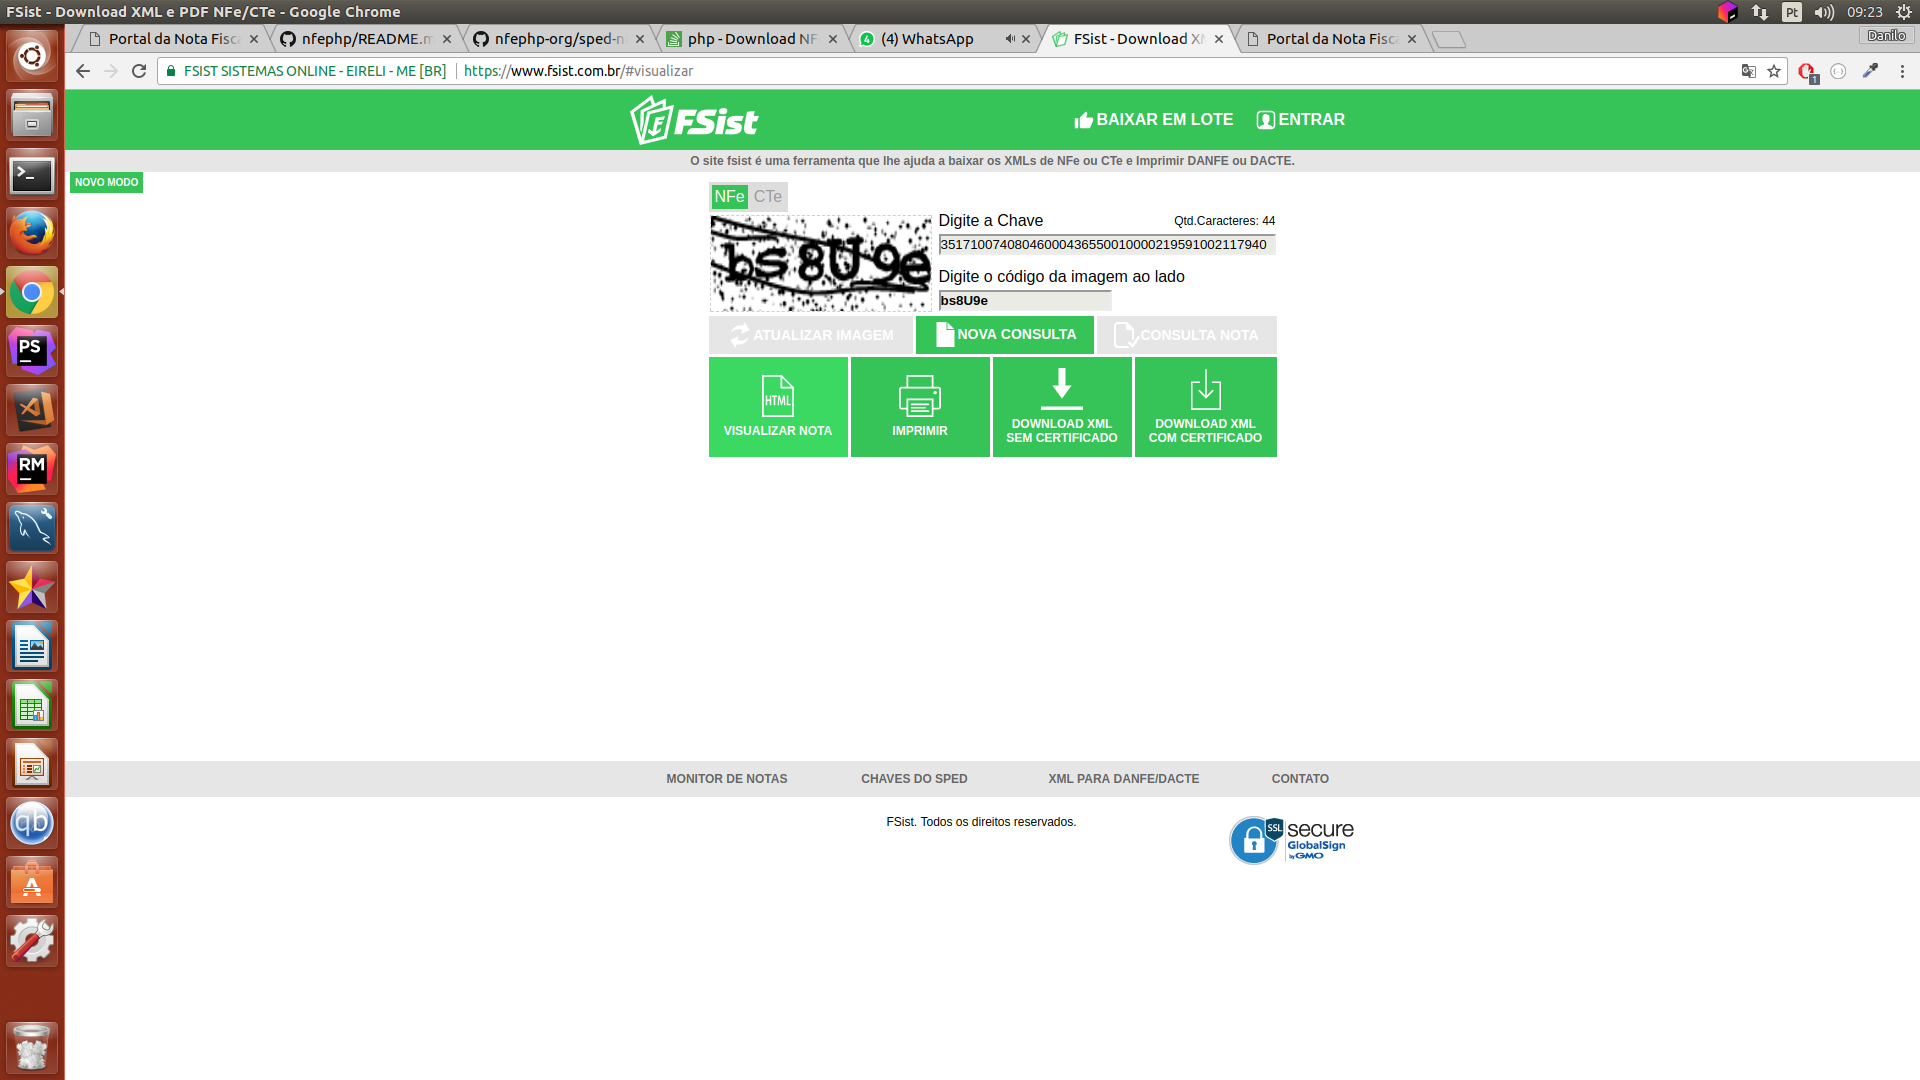 FSist - Download XML e PDF NFe/CTe - Google Chrome
Pt
09:23
Portal da Nota Fisc
nfephp/README.m
nfephp-org/sped-n
php - Download NF
(4) WhatsApp
FSist - Download X
Portal da Nota Fisc
Danilo
FSIST SISTEMAS ONLINE - EIRELI - ME [BR]
https://www.fsist.com.br/#visualizar
1
FSist
BAIXAR EM LOTE
ENTRAR
O site fsist é uma ferramenta que lhe ajuda a baixar os XMLs de NFe ou CTe e Imprimir DANFE ou DACTE.
NOVO MODO
NFe
CTe
bs8U9e
Digite a Chave
Qtd.Caracteres: 44
35171007408046000436550010000219591002117940
Digite o código da imagem ao lado
bs8U9e
ATUALIZAR IMAGEM
NOVA CONSULTA
CONSULTA NOTA
HTML
VISUALIZAR NOTA
IMPRIMIR
DOWNLOAD XML
SEM CERTIFICADO
DOWNLOAD XML
COM CERTIFICADO
PS
RM
qb
MONITOR DE NOTAS
CHAVES DO SPED
XML PARA DANFE/DACTE
CONTATO
FSist. Todos os direitos reservados.
SSL
secure
GlobalSign
by GMO